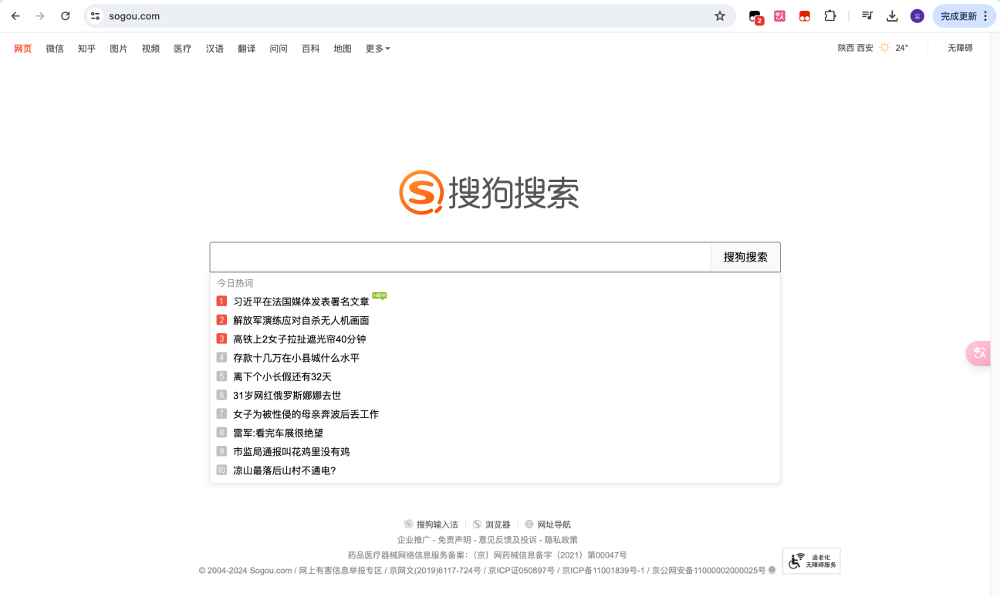 sogou.com
2
完成更新
网页 微信 知乎 图片 视频 医疗 汉语 翻译 问问 百科 地图 更多
陕西 西安 24° 无障碍
搜狗搜索
搜狗搜索
今日热词
1 习近平在法国媒体发表署名文章 NEW
2 解放军演练应对自杀无人机画面
3 高铁上2女子拉扯遮光帘40分钟
4 存款十几万在小县城什么水平
5 离下个小长假还有32天
6 31岁网红俄罗斯娜娜去世
7 女子为被性侵的母亲奔波后丢工作
8 雷军:看完车展很绝望
9 市监局通报叫花鸡里没有鸡
10 凉山最落后山村不通电?
搜狗输入法 浏览器 网址导航
企业推广 - 免责声明 - 意见反馈及投诉 - 隐私政策
药品医疗器械网络信息服务备案:（京）网药械信息备字（2021）第00047号
© 2004-2024 Sogou.com / 网上有害信息举报专区 / 京网文(2019)6117-724号 / 京ICP证050897号 / 京ICP备11001839号-1 / 京公网安备11000002000025号
适老化
无障碍服务